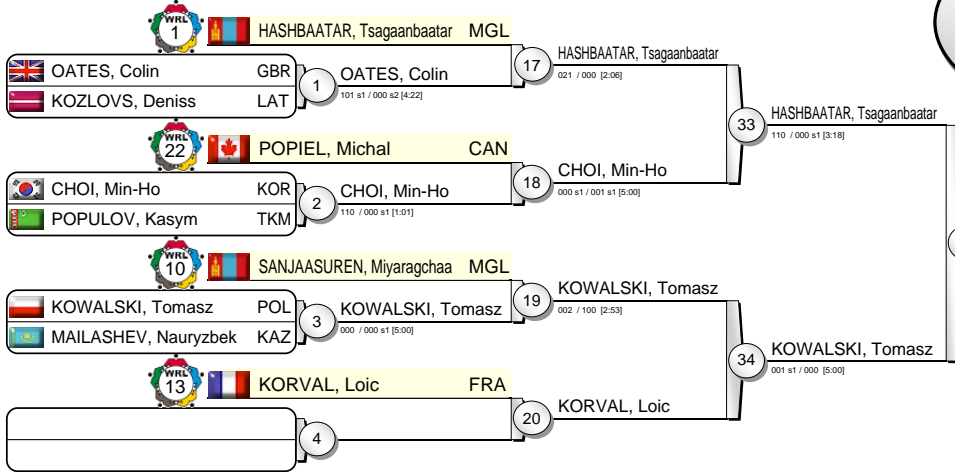 WRL 1 HASHBAATAR, Tsagaanbaatar MGL
OATES, Colin GBR
KOZLOVS, Deniss LAT
1 OATES, Colin
101 s1 / 000 s2 [4:22]
17 HASHBAATAR, Tsagaanbaatar
021 / 000 [2:06]
WRL 22 POPIEL, Michal CAN
CHOI, Min-Ho KOR
POPULOV, Kasym TKM
2 CHOI, Min-Ho
110 / 000 s1 [1:01]
18 CHOI, Min-Ho
000 s1 / 001 s1 [5:00]
33 HASHBAATAR, Tsagaanbaatar
110 / 000 s1 [3:18]
WRL 10 SANJAASUREN, Miyaragchaa MGL
KOWALSKI, Tomasz POL
MAILASHEV, Nauryzbek KAZ
3 KOWALSKI, Tomasz
000 / 000 s1 [5:00]
19 KOWALSKI, Tomasz
002 / 100 [2:53]
WRL 13 KORVAL, Loic FRA
4
20 KORVAL, Loic
34 KOWALSKI, Tomasz
001 s1 / 000 [5:00]